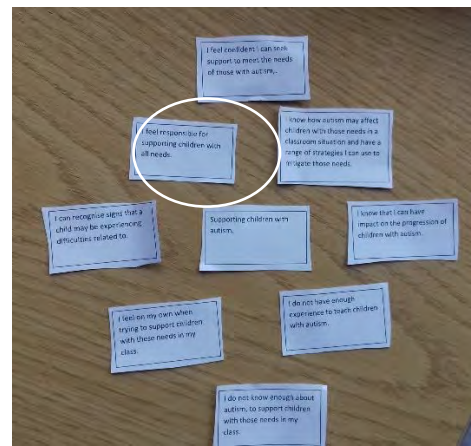 I feel confident I can seek
support to meet the needs
of those with autism,.
I feel responsible for
supporting children with
all needs.
I know how autism may affect
children with those needs in a
classroom situation and have a
range of strategies I can use to
mitigate those needs.
I can recognise signs that a
child may be experiencing
difficulties related to.
Supporting children with
autism,
I know that I can have
impact on the progression of
children with autism.
I feel on my own when
trying to support children
with these needs in my
class.
I do not have enough
experience to teach children
with autism.
I do not know enough about
autism, to support children
with those needs in my
class.